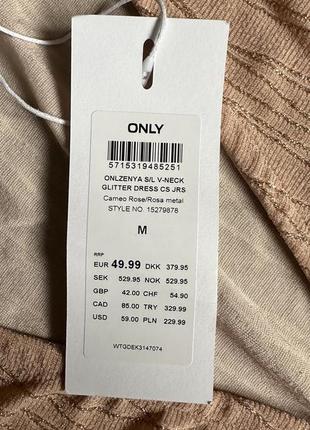 ONLY
5715319485251
ONLZENYA S/L V-NECK
GLITTER DRESS CS JRS
Cameo Rose/Rosa metal
STYLE NO. 15279878
M
RRP
EUR 49.99 DKK 379.95
SEK 529.95 NOK 529.95
GBP 42.00 CHF 54.90
CAD 85.00 TRY 329.99
USD 59.00 PLN 229.99
WTGDEK3147074